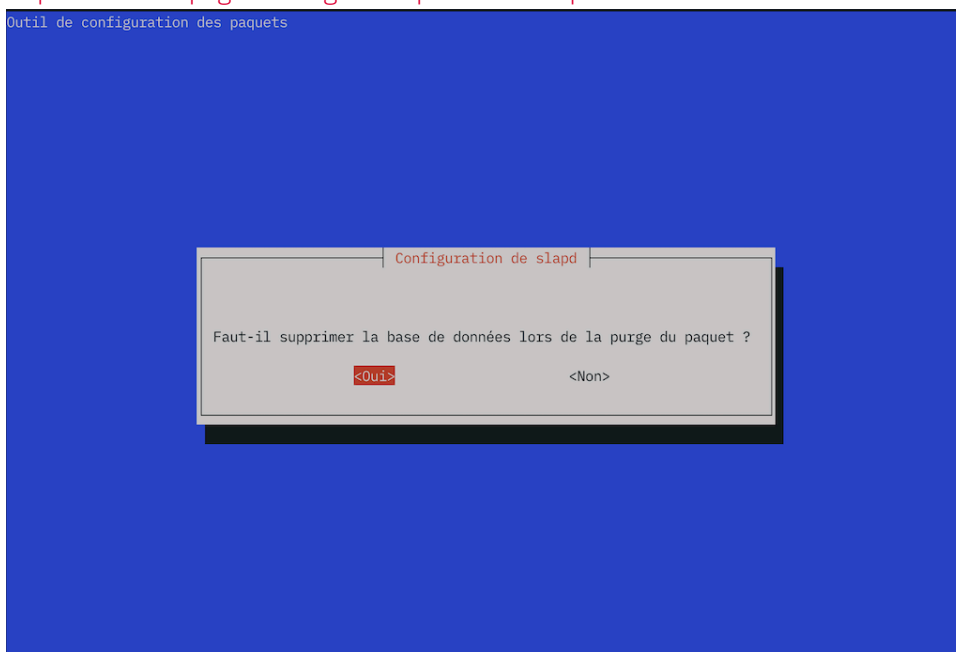 Outil de configuration des paquets
Configuration de slapd
Faut-il supprimer la base de données lors de la purge du paquet ?
<Oui> <Non>